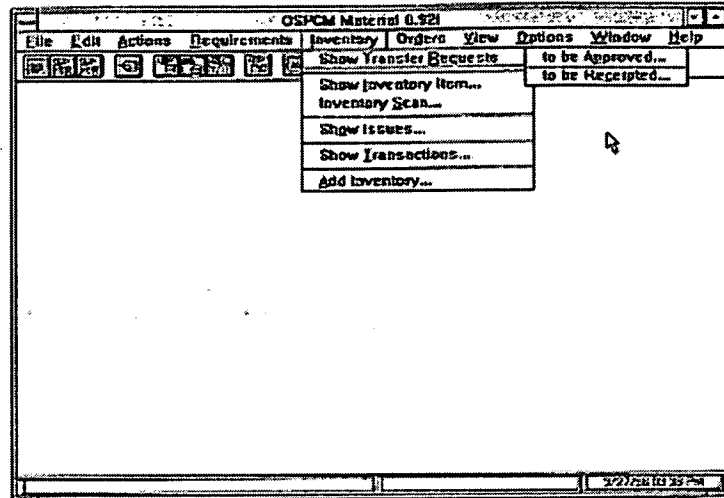 OSPCM Material 0.92l
File Edit Actions Requirements Inventory Orders View Options Window Help
Show Transfer Requests
to be Approved...
to be Receipted...
Show Inventory Item...
Inventory Scan...
Show Issues...
Show Transactions...
Add Inventory...